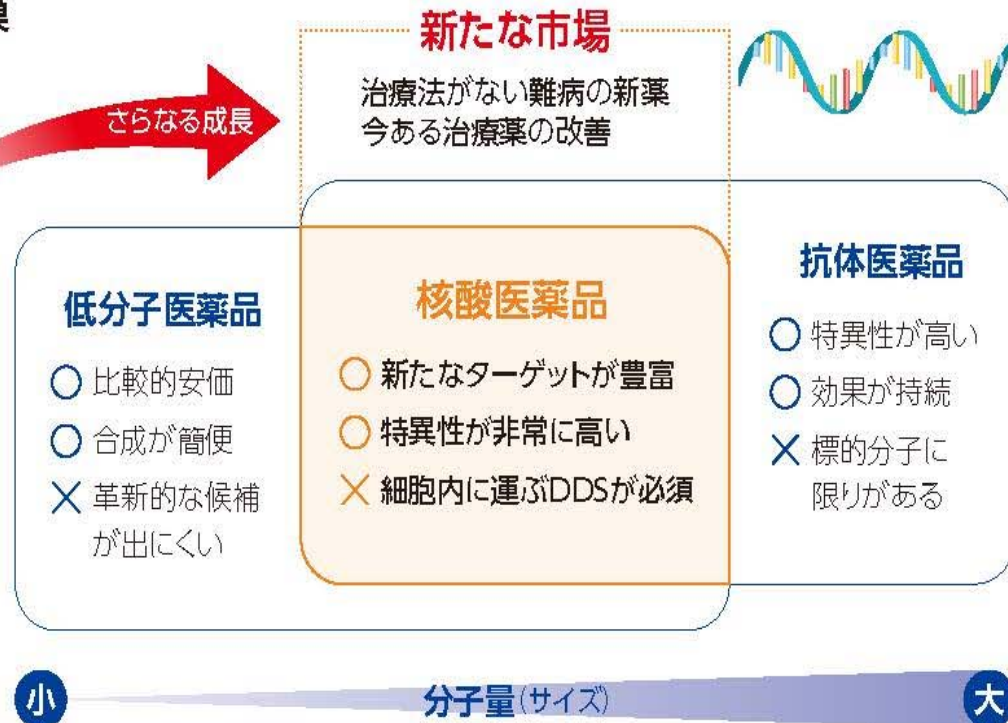 新たな市場
治療法がない難病の新薬
今ある治療薬の改善
さらなる成長
低分子医薬品
○ 比較的安価
○ 合成が簡便
× 革新的な候補
が出にくい
核酸医薬品
○ 新たなターゲットが豊富
○ 特異性が非常に高い
× 細胞内に運ぶDDSが必須
抗体医薬品
○ 特異性が高い
○ 効果が持続
× 標的分子に
限りがある
小 分子量(サイズ) 大